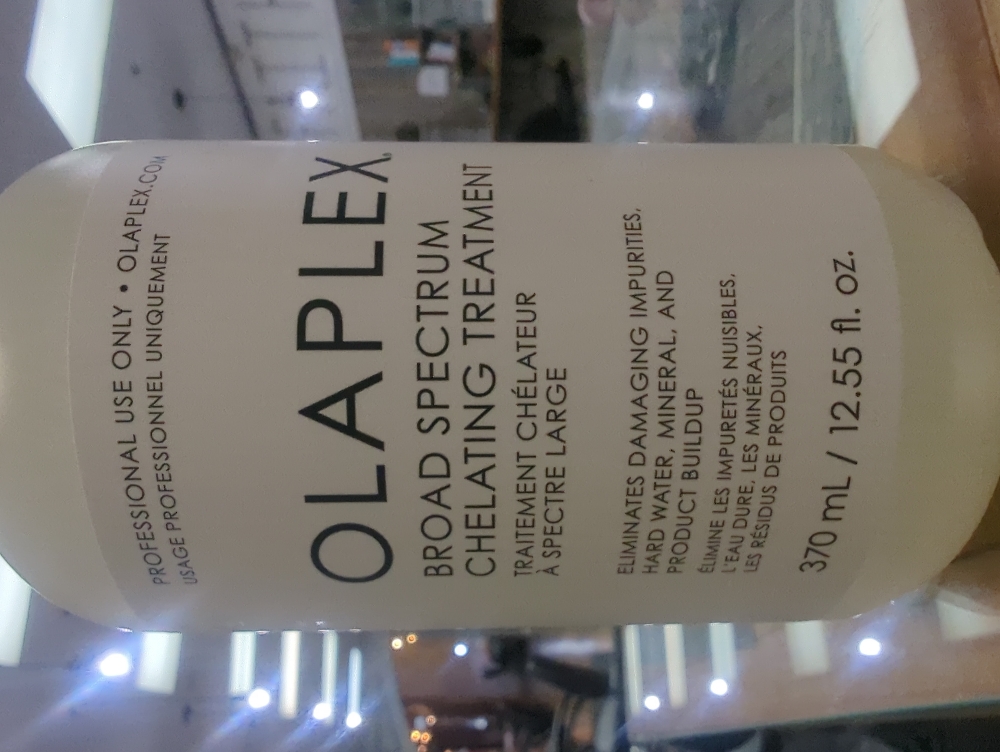 PROFESSIONAL USE ONLY • OLAPLEX.COM
USAGE PROFESSIONNEL UNIQUEMENT
OLAPLEX®
BROAD SPECTRUM
CHELATING TREATMENT
TRAITEMENT CHÉLATEUR
À SPECTRE LARGE
ELIMINATES DAMAGING IMPURITIES,
HARD WATER, MINERAL, AND
PRODUCT BUILDUP
ÉLIMINE LES IMPURETÉS NUISIBLES,
L'EAU DURE, LES MINÉRAUX,
LES RÉSIDUS DE PRODUITS
370 mL / 12.55 fl. oz.